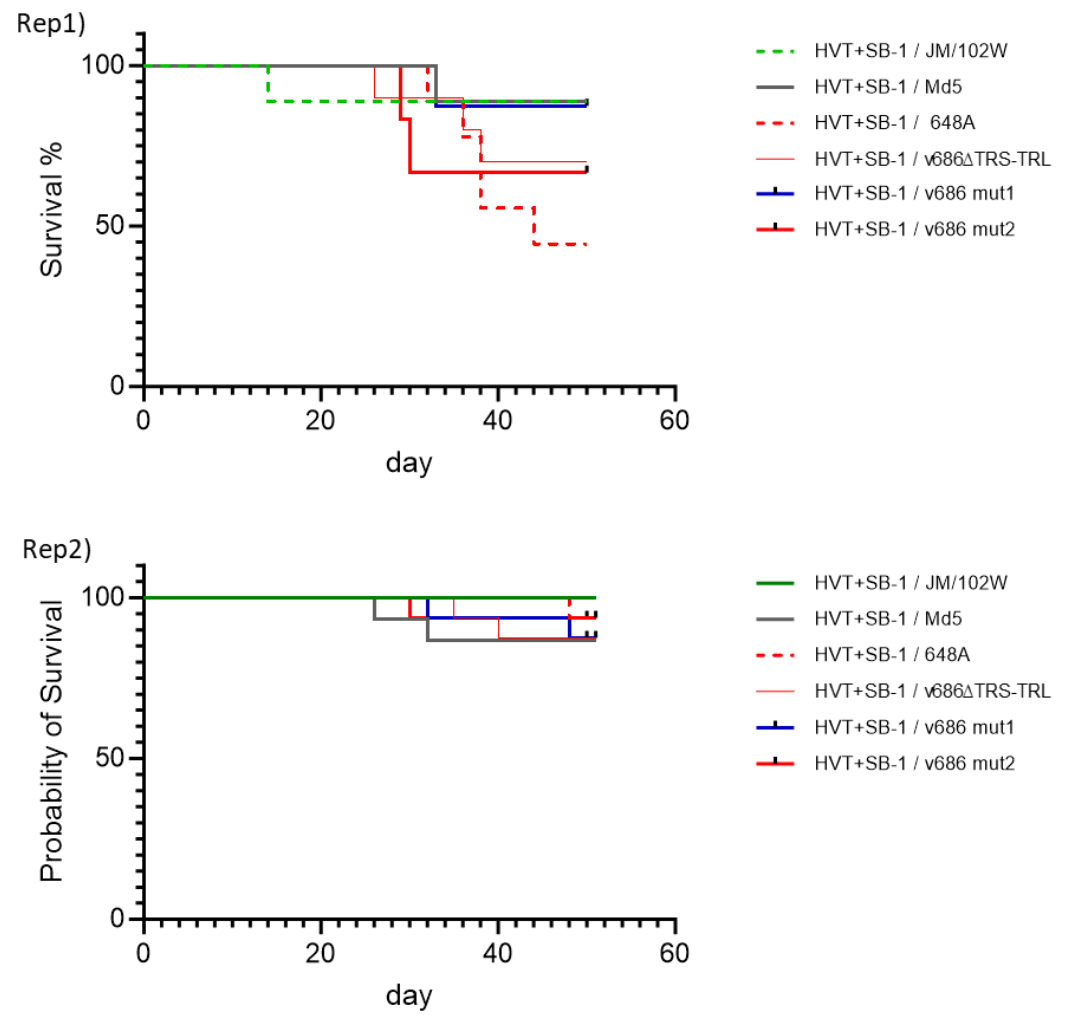 Rep1)
100
50
0
0 20 40 60
Survival %
day
HVT+SB-1 / JM/102W
HVT+SB-1 / Md5
HVT+SB-1 / 648A
HVT+SB-1 / v686ΔTRS-TRL
HVT+SB-1 / v686 mut1
HVT+SB-1 / v686 mut2
Rep2)
100
50
0
0 20 40 60
Probability of Survival
day
HVT+SB-1 / JM/102W
HVT+SB-1 / Md5
HVT+SB-1 / 648A
HVT+SB-1 / v686ΔTRS-TRL
HVT+SB-1 / v686 mut1
HVT+SB-1 / v686 mut2